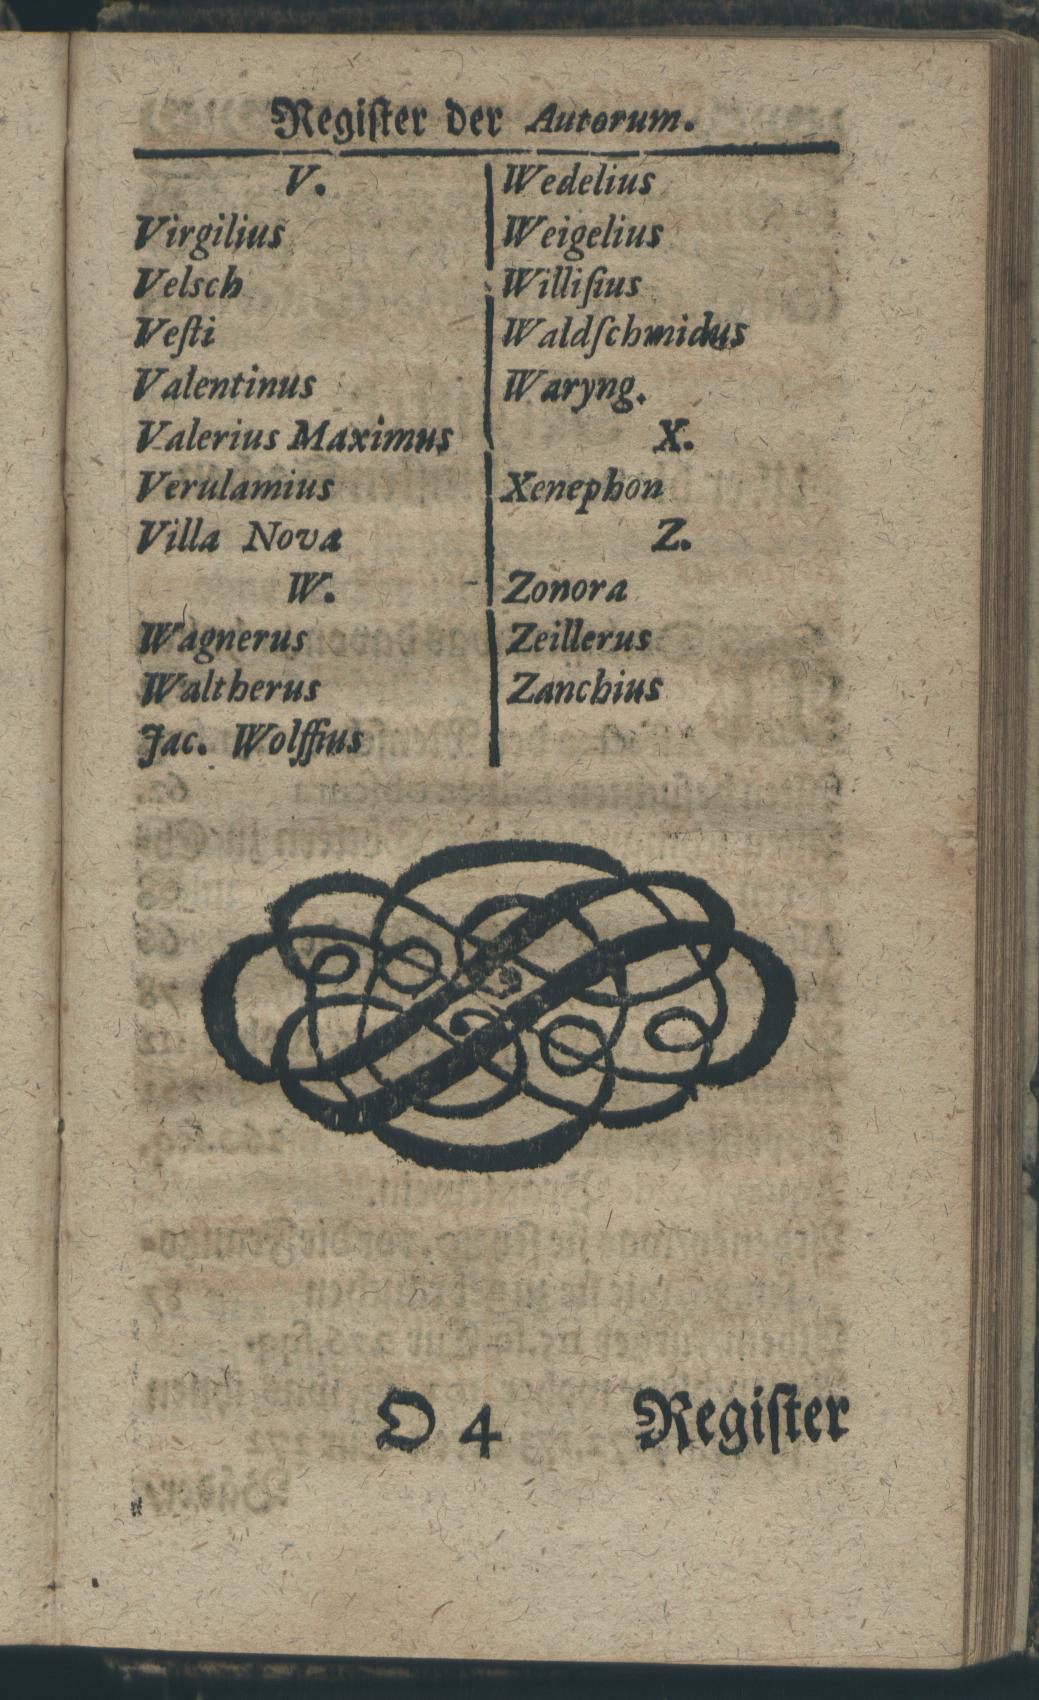 Regiſter der Autorum.
V.
Virgilius
Velsch
Veſti
Valentinus
Valerius Maximus
Verulamius
Villa Nova
W.
Wagnerus
Waltherus
Jac. Wolffius
Wedelius
Weigelius
Williſius
Waldſchmidus
Waryng.
X.
Xenephon
Z.
Zonora
Zeillerus
Zanchius
O 4 Regiſter